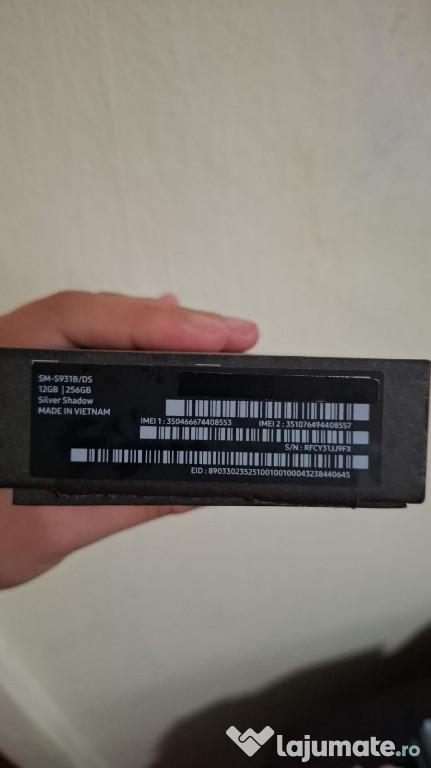 SM-S931B/DS
12GB | 256GB
Silver Shadow
MADE IN VIETNAM
IMEI 1 : 350466674408553 IMEI 2 : 351076494408557
S/N : RFCY31JJ9FX
EID : 89033023525100100100043238440645
Lajumate.ro